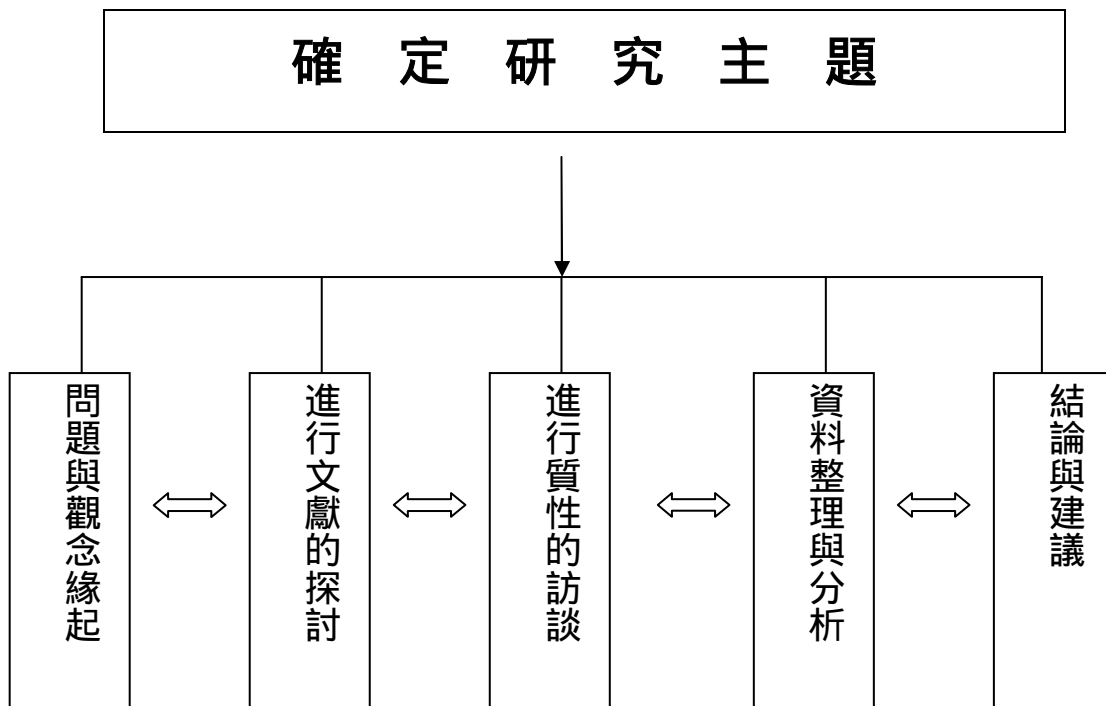 確 定 研 究 主 題
問題與觀念緣起
進行文獻的探討
進行質性的訪談
資料整理與分析
結論與建議